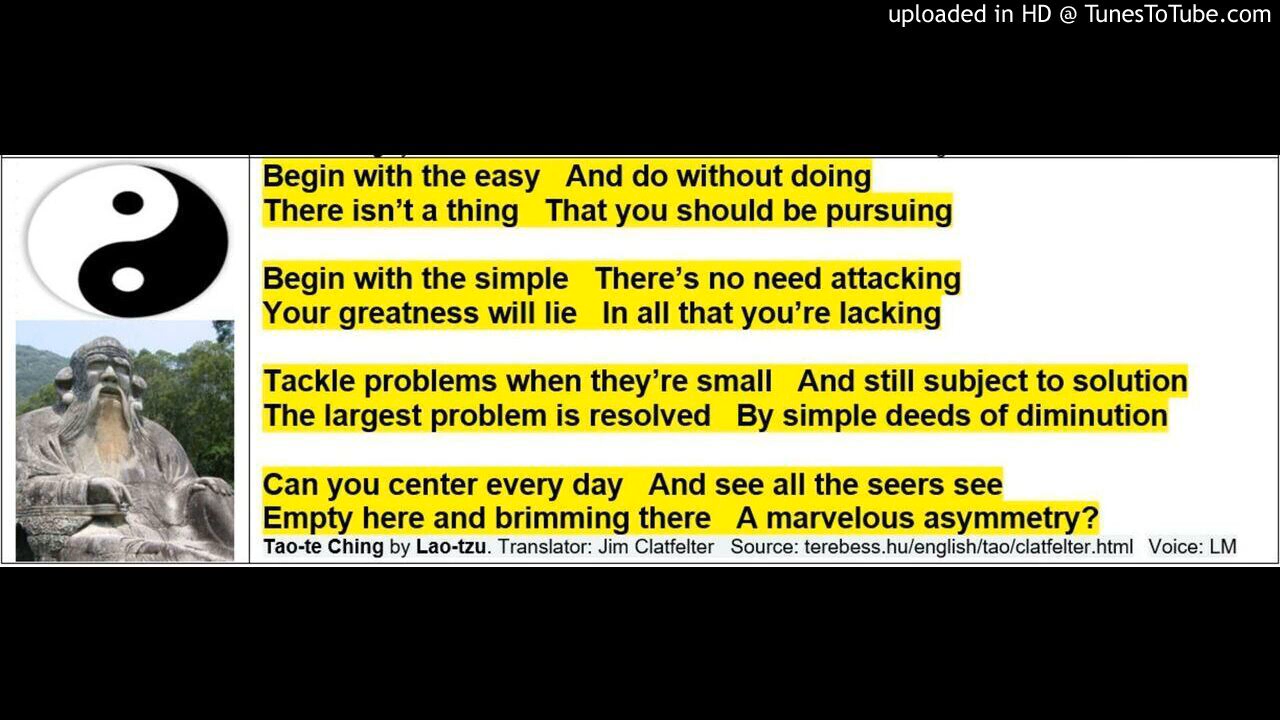 uploaded in HD @ TunesToTube.com
Begin with the easy   And do without doing
There isn’t a thing   That you should be pursuing
Begin with the simple   There’s no need attacking
Your greatness will lie   In all that you’re lacking
Tackle problems when they’re small   And still subject to solution
The largest problem is resolved   By simple deeds of diminution
Can you center every day   And see all the seers see
Empty here and brimming there   A marvelous asymmetry?
Tao-te Ching by Lao-tzu. Translator: Jim Clatfelter   Source: terebess.hu/english/tao/clatfelter.html   Voice: LM